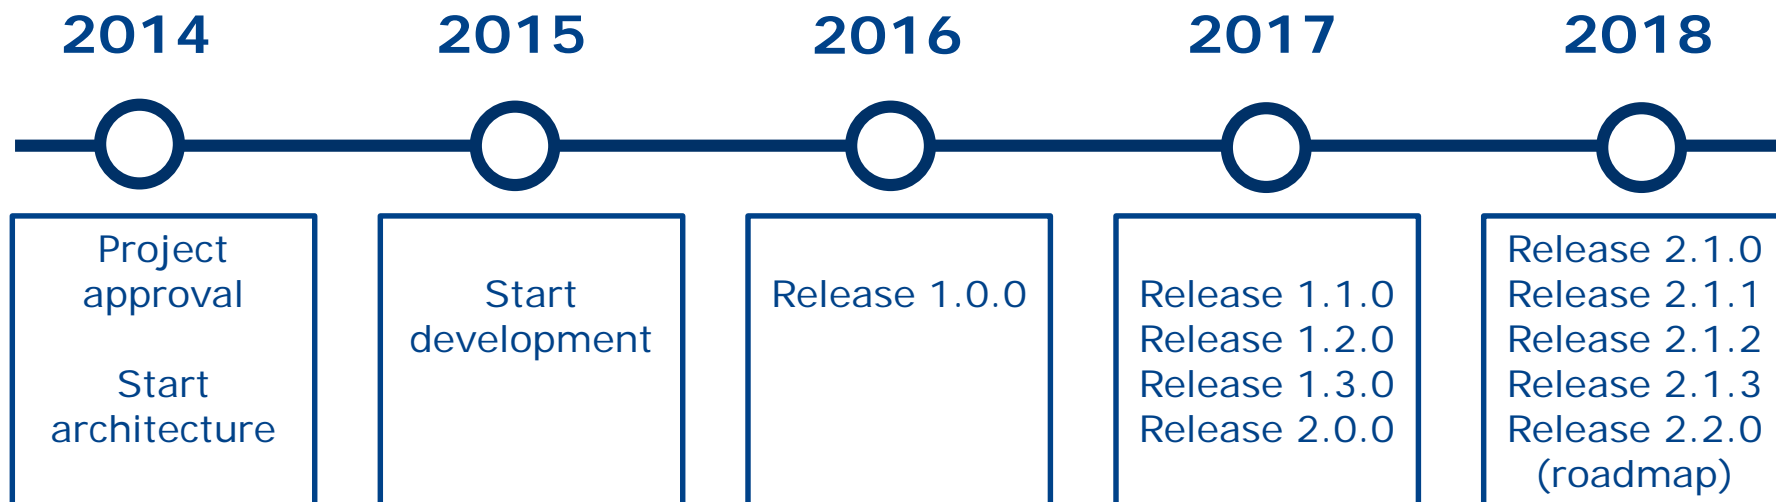 2014
2015
2016
2017
2018
Project
approval
Start
architecture
Start
development
Release 1.0.0
Release 1.1.0
Release 1.2.0
Release 1.3.0
Release 2.0.0
Release 2.1.0
Release 2.1.1
Release 2.1.2
Release 2.1.3
Release 2.2.0
(roadmap)